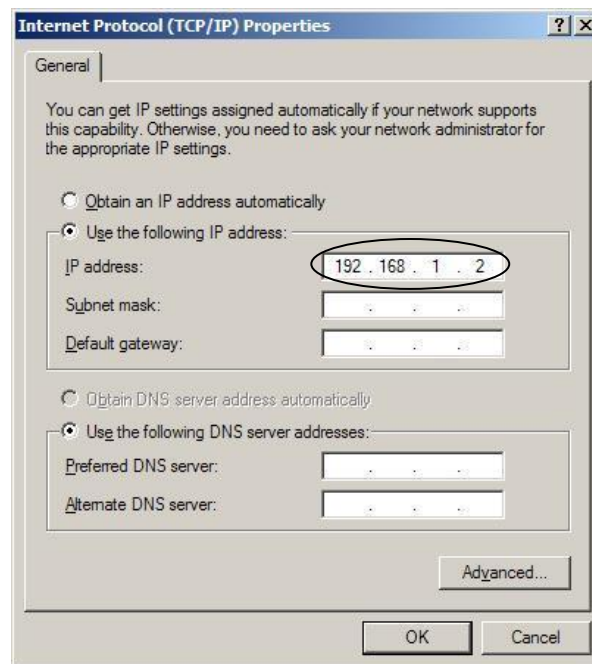 Internet Protocol (TCP/IP) Properties ? X
General
You can get IP settings assigned automatically if your network supports
this capability. Otherwise, you need to ask your network administrator for
the appropriate IP settings.
Obtain an IP address automatically
Use the following IP address:
IP address: 192 . 168 . 1 . 2
Subnet mask: . . .
Default gateway: . . .
Obtain DNS server address automatically
Use the following DNS server addresses:
Preferred DNS server: . . .
Alternate DNS server: . . .
Advanced...
OK Cancel